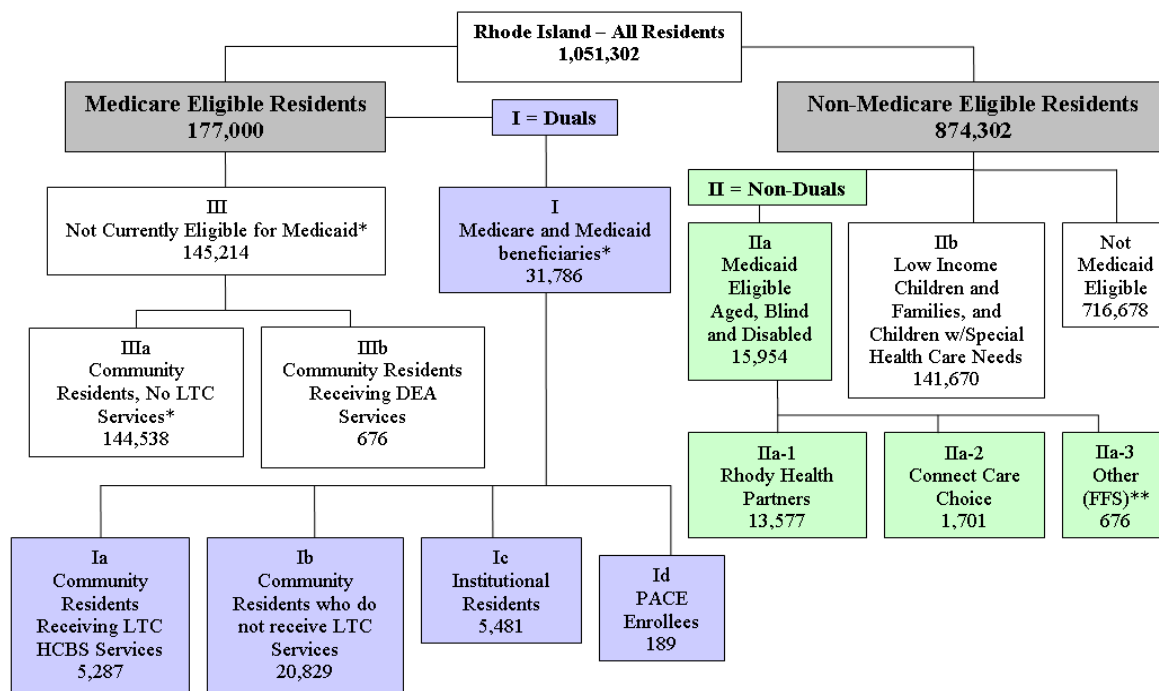 Rhode Island – All Residents
1,051,302
Medicare Eligible Residents
177,000
I = Duals
Non-Medicare Eligible Residents
874,302
III
Not Currently Eligible for Medicaid*
145,214
I
Medicare and Medicaid
beneficiaries*
31,786
II = Non-Duals
IIa
Medicaid
Eligible
Aged, Blind
and Disabled
15,954
IIb
Low Income
Children and
Families, and
Children w/Special
Health Care Needs
141,670
Not
Medicaid
Eligible
716,678
IIIa
Community
Residents, No LTC
Services*
144,538
IIIb
Community Residents
Receiving DEA
Services
676
IIa-1
Rhody Health
Partners
13,577
IIa-2
Connect Care
Choice
1,701
IIa-3
Other
(FFS)**
676
Ia
Community
Residents
Receiving LTC
HCBS Services
5,287
Ib
Community
Residents who do
not receive LTC
Services
20,829
Ic
Institutional
Residents
5,481
Id
PACE
Enrollees
189